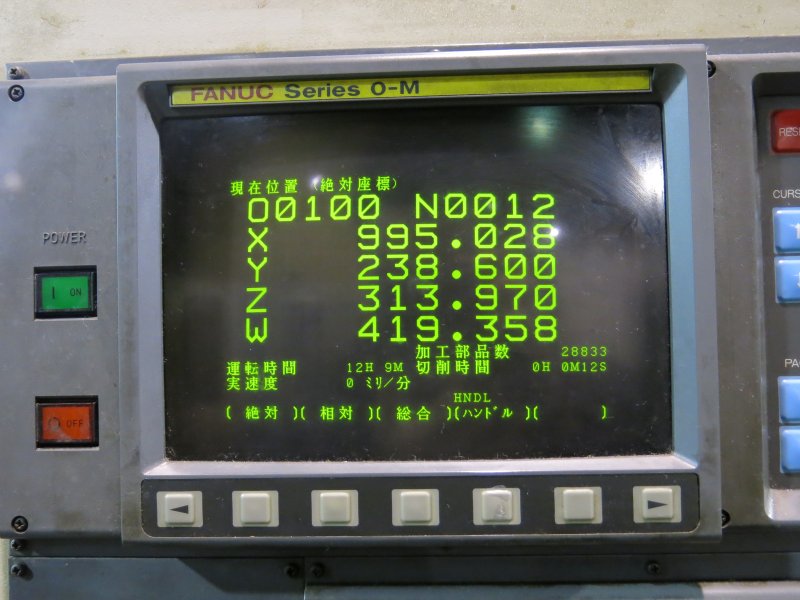 FANUC Series O-M
現在位置 (絶対座標)
O0100 N0012
X 995.028
Y 238.600
Z 313.970
W 419.358
加工部品数 28833
運転時間 12H 9M 切削時間 0H 0M12S
実速度 0 ミリ/分
HNDL
( 絶対 )( 相対 )( 総合 )(ハンドル)( )
POWER
ON
OFF